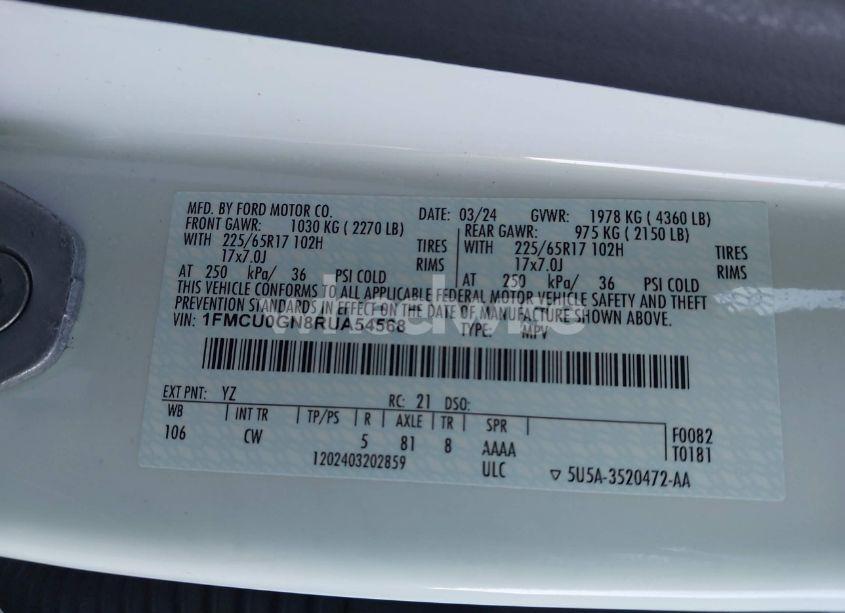 MFD. BY FORD MOTOR CO.
DATE: 03/24 GVWR: 1978 KG ( 4360 LB)
FRONT GAWR: 1030 KG ( 2270 LB) REAR GAWR: 975 KG ( 2150 LB)
WITH 225/65R17 102H TIRES WITH 225/65R17 102H TIRES
17x7.0J RIMS 17x7.0J RIMS
AT 250 kPa/ 36 PSI COLD AT 250 kPa/ 36 PSI COLD
THIS VEHICLE CONFORMS TO ALL APPLICABLE FEDERAL MOTOR VEHICLE SAFETY AND THEFT
PREVENTION STANDARDS IN EFFECT ON THE DATE OF MANUFACTURE SHOWN ABOVE.
VIN: 1FMCU0GN8RUA54568 TYPE: MPV
EXT PNT: YZ RC: 21 DSO:
WB INT TR TP/PS R AXLE TR SPR
106 CW 5 81 8 AAAA
F0082
T0181
1202403202859 ULC ▽ 5U5A-3520472-AA